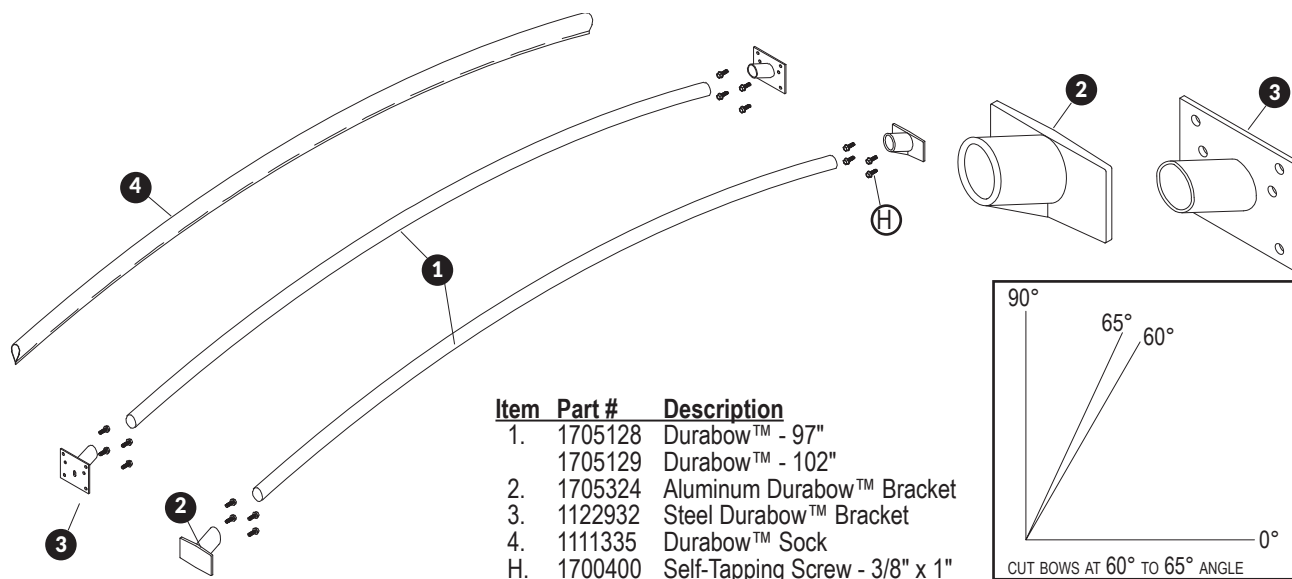 2
3
4
H
1
90°
65°
60°
0°
CUT BOWS AT 60° TO 65° ANGLE
3
2
Item Part # Description
1. 1705128 Durabow™ - 97"
1705129 Durabow™ - 102"
2. 1705324 Aluminum Durabow™ Bracket
3. 1122932 Steel Durabow™ Bracket
4. 1111335 Durabow™ Sock
H. 1700400 Self-Tapping Screw - 3/8" x 1"